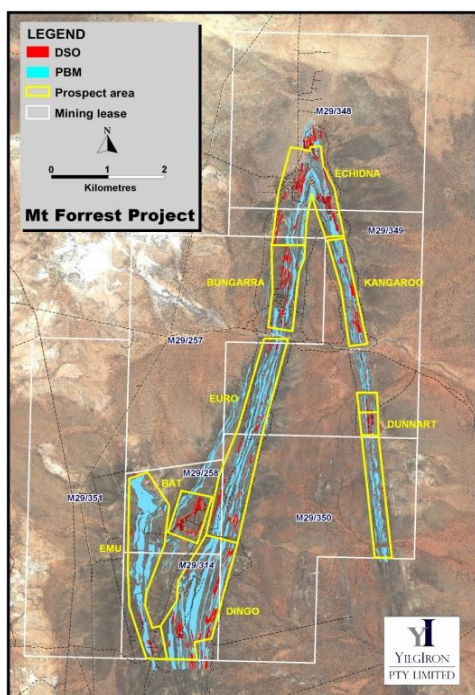 LEGEND
DSO
PBM
Prospect area
Mining lease
N
0 1 2
Kilometres
Mt Forrest Project
M29/348
ECHIDNA
M29/349
BUNGARRA
KANGAROO
M29/257
EURO
DUNNART
M29/258
BAT
M29/351
M29/350
EMU
M29/314
DINGO
YI
YILGIRON
PTY LIMITED